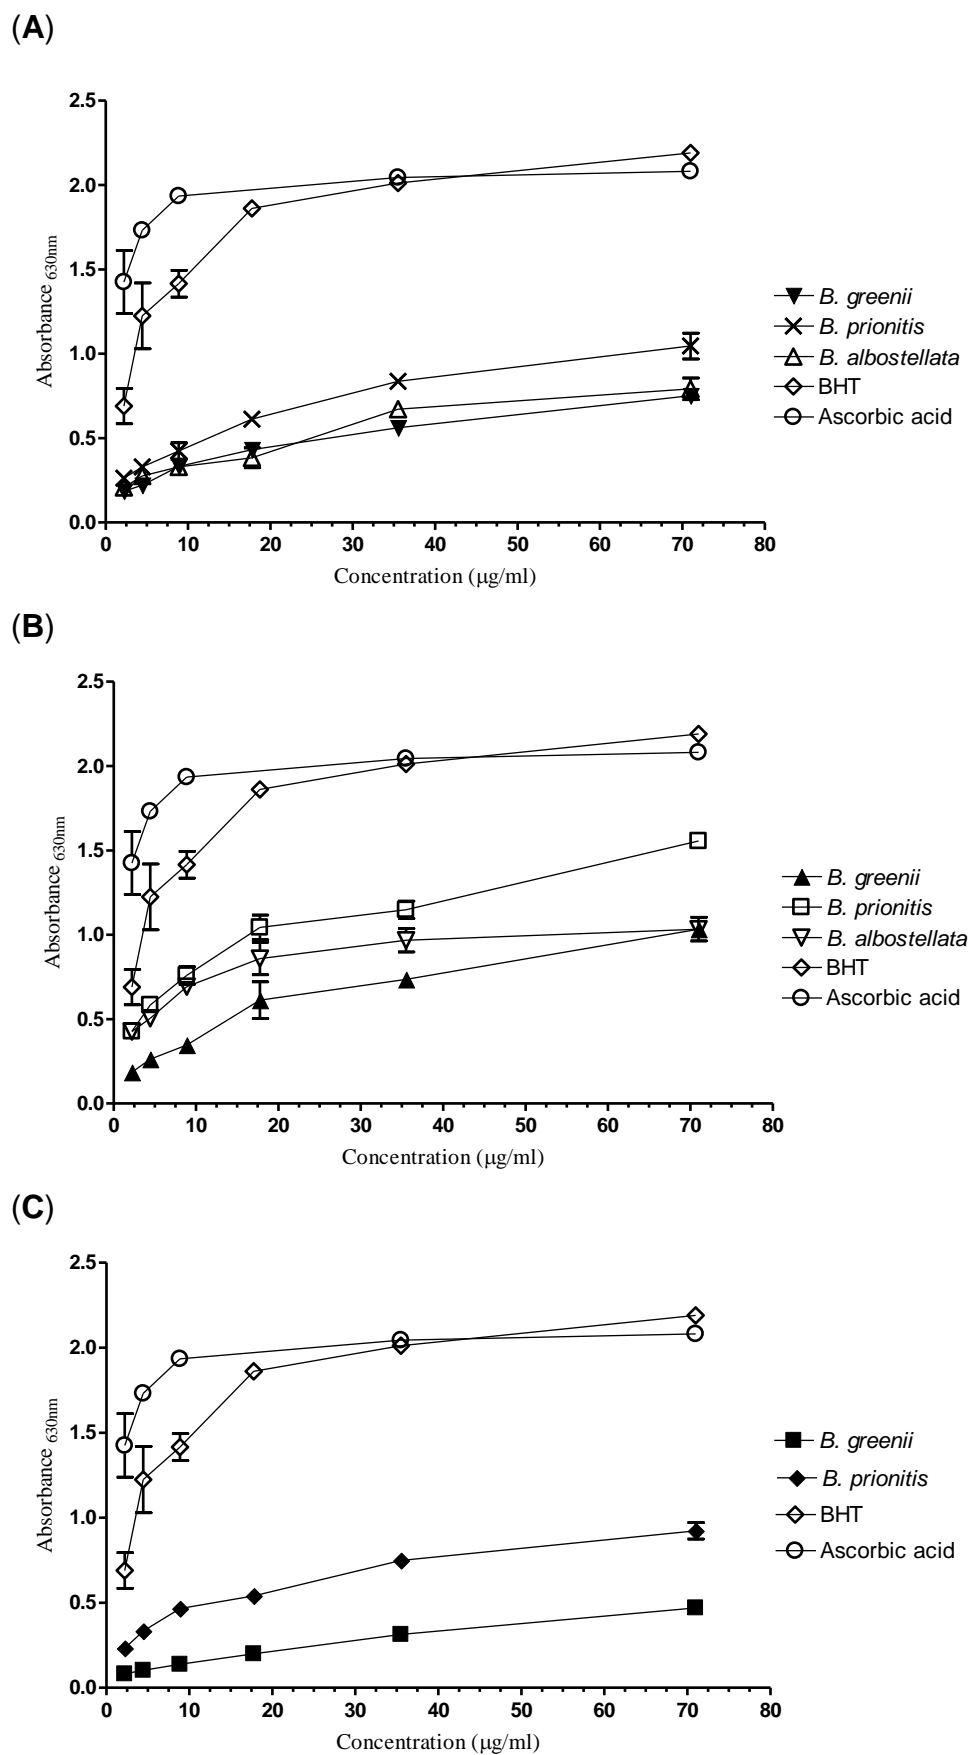 (A)
2.5
2.0
1.5
1.0
0.5
0.0
Absorbance 630nm
0 10 20 30 40 50 60 70 80
Concentration (μg/ml)
B. greenii
B. prionitis
B. albostellata
BHT
Ascorbic acid
(B)
2.5
2.0
1.5
1.0
0.5
0.0
Absorbance 630nm
0 10 20 30 40 50 60 70 80
Concentration (μg/ml)
B. greenii
B. prionitis
B. albostellata
BHT
Ascorbic acid
(C)
2.5
2.0
1.5
1.0
0.5
0.0
Absorbance 630nm
0 10 20 30 40 50 60 70 80
Concentration (μg/ml)
B. greenii
B. prionitis
BHT
Ascorbic acid